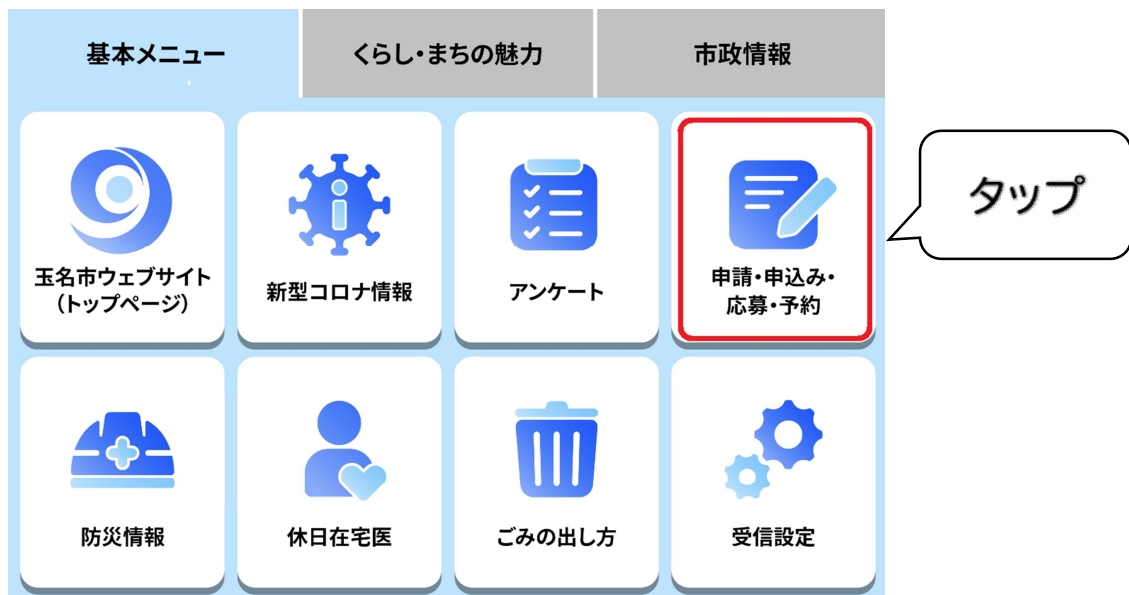 基本メニュー
くらし・まちの魅力
市政情報
玉名市ウェブサイト
（トップページ）
新型コロナ情報
アンケート
申請・申込み・
応募・予約
タップ
防災情報
休日在宅医
ごみの出し方
受信設定